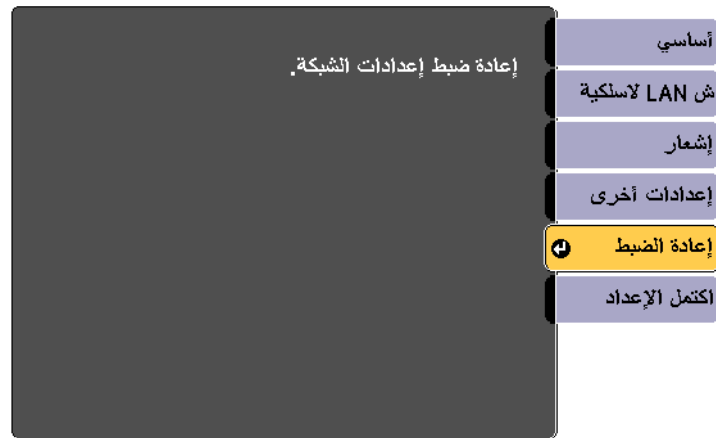 أساسي
ش LAN لاسلكية
إشعار
إعدادات أخرى
إعادة الضبط
اكتمل الإعداد
إعادة ضبط إعدادات الشبكة.